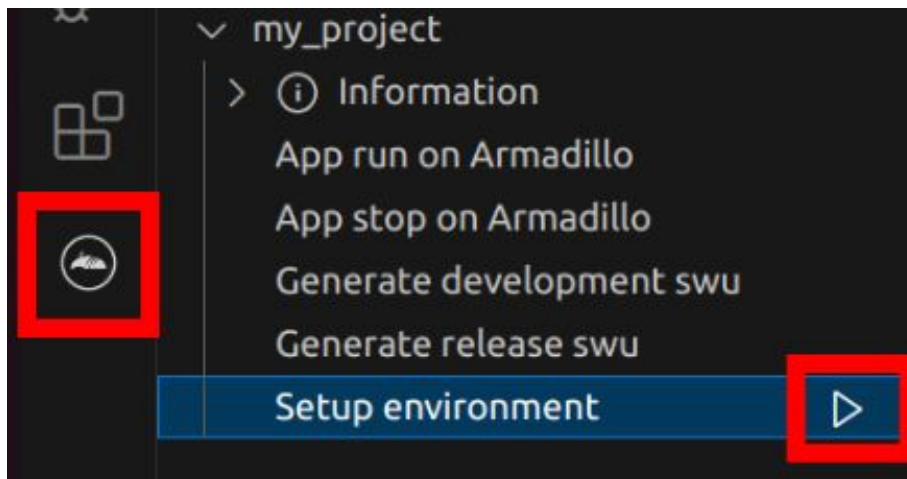 my_project
Information
App run on Armadillo
App stop on Armadillo
Generate development swu
Generate release swu
Setup environment